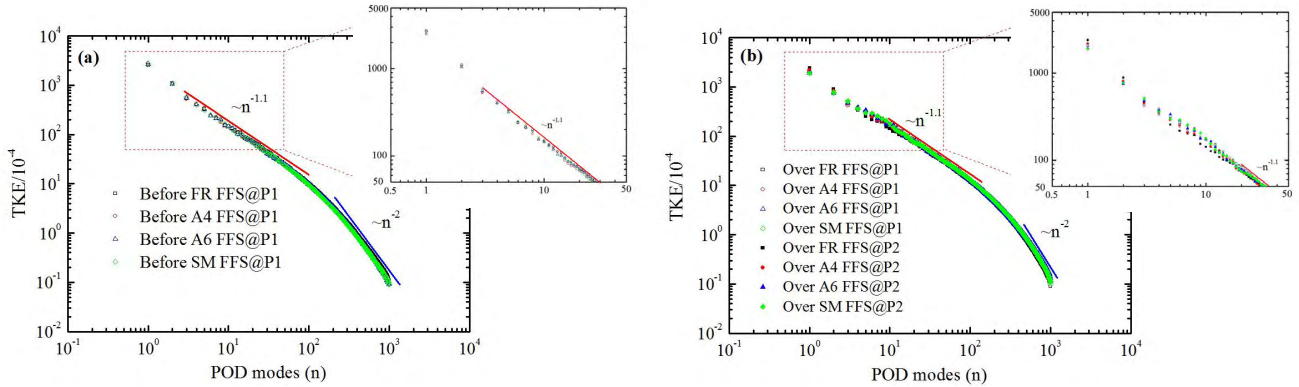 (a)
TKE/10^-4
10^4
10^3
10^2
10^1
10^0
10^-1
10^-2
10^-1
10^0
10^1
10^2
10^3
10^4
POD modes (n)
~n^-1.1
~n^-2
Before FR FFS@P1
Before A4 FFS@P1
Before A6 FFS@P1
Before SM FFS@P1
5000
1000
100
50
0.5
1
10
50
~n^-1.1
(b)
TKE/10^-4
10^4
10^3
10^2
10^1
10^0
10^-1
10^-2
10^-1
10^0
10^1
10^2
10^3
10^4
POD modes (n)
~n^-1.1
~n^-2
Over FR FFS@P1
Over A4 FFS@P1
Over A6 FFS@P1
Over SM FFS@P1
Over FR FFS@P2
Over A4 FFS@P2
Over A6 FFS@P2
Over SM FFS@P2
5000
1000
100
50
0.5
1
10
50
~n^-1.1